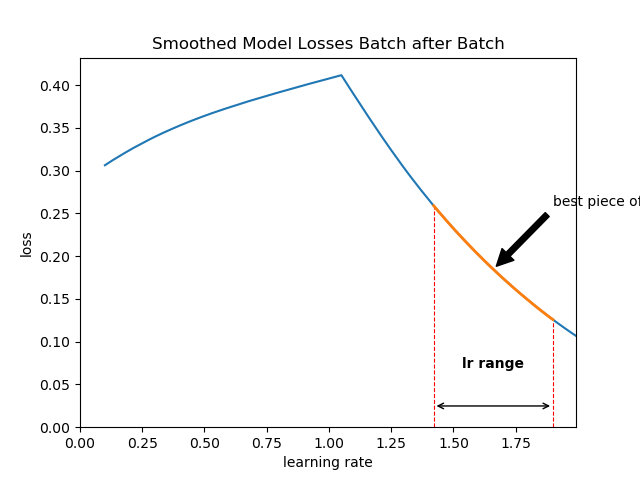 Smoothed Model Losses Batch after Batch
0.40
0.35
0.30
0.25
0.20
0.15
0.10
0.05
0.00
loss
best piece of
lr range
0.00 0.25 0.50 0.75 1.00 1.25 1.50 1.75
learning rate